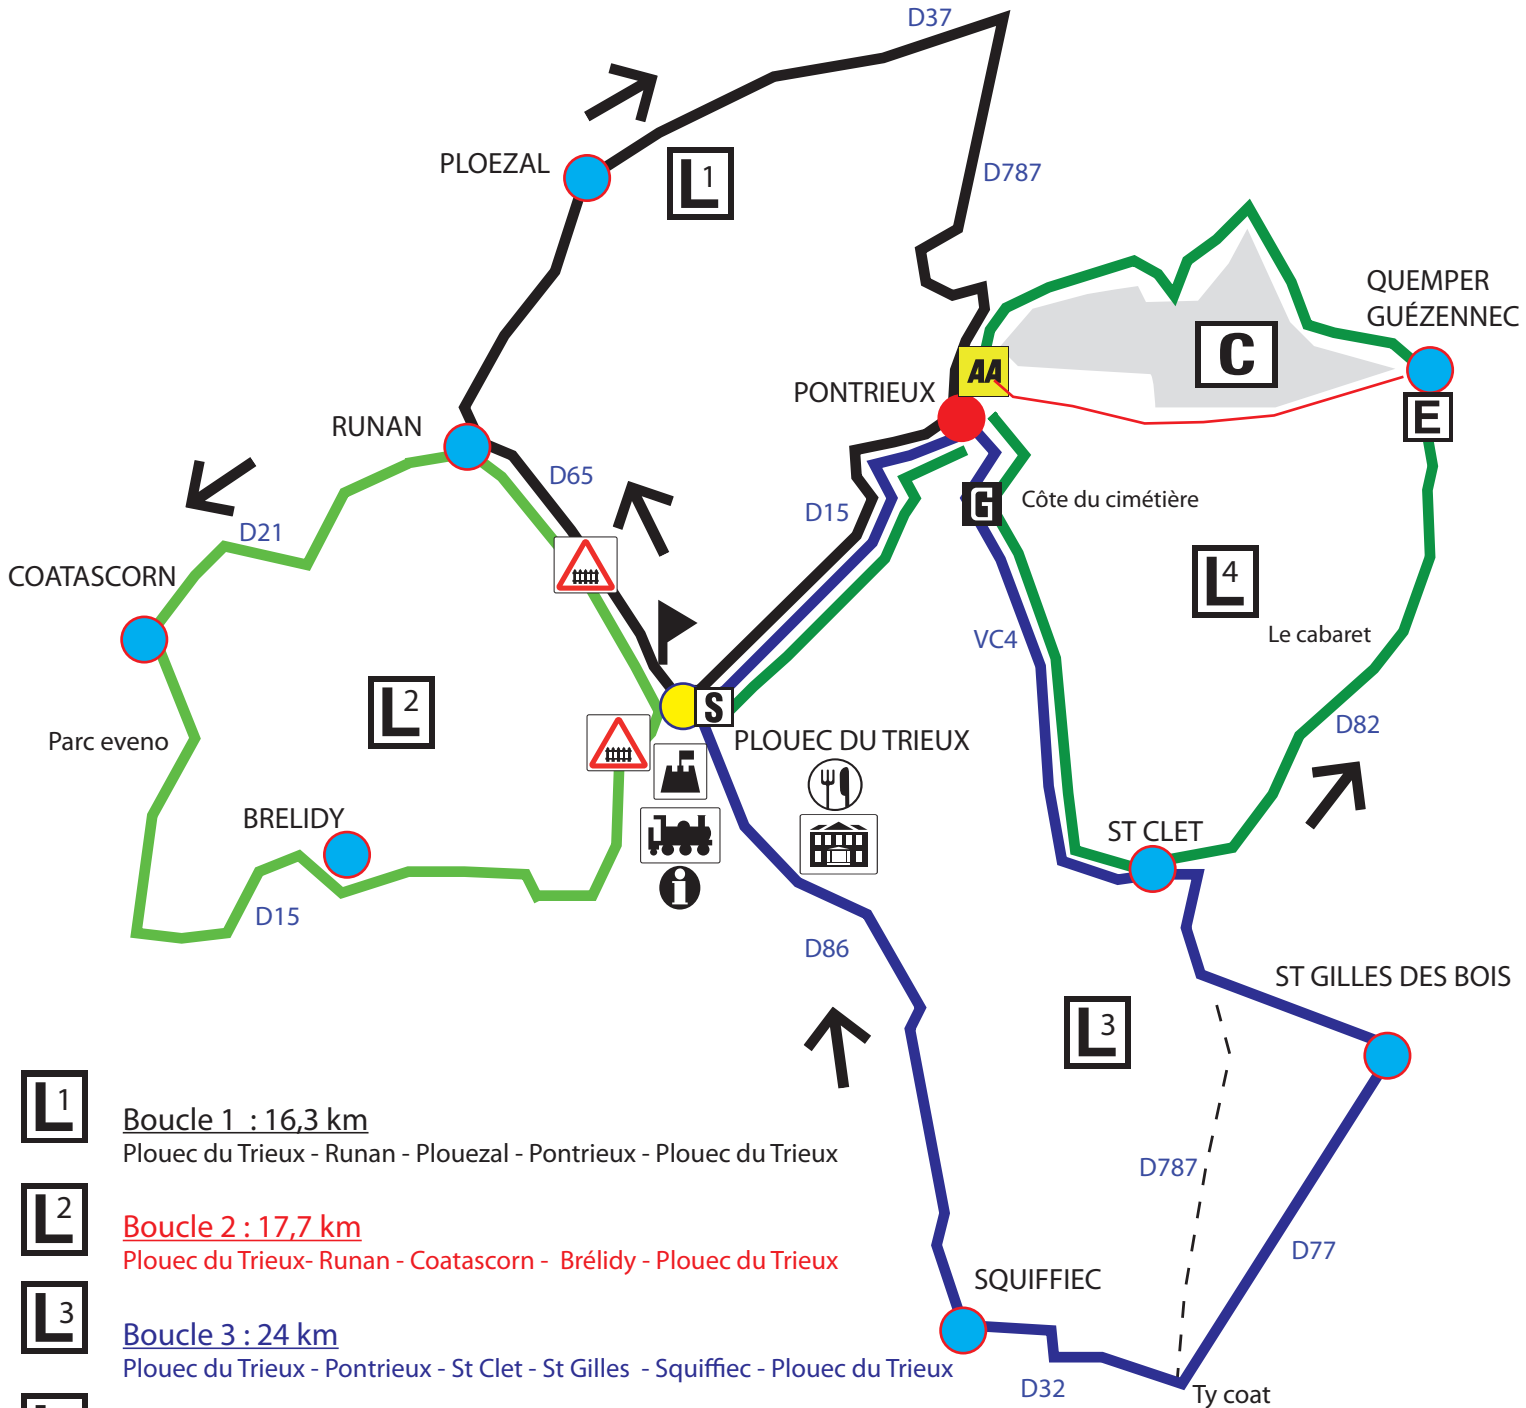 D37
PLOEZAL
L1
D787
QUEMPER
GUÉZENNEC
C
AA
PONTRIEUX
E
RUNAN
D65
D15
G
Côte du cimétière
D21
COATASCORN
L4
Le cabaret
VC4
L2
S
Parc eveno
PLOUEC DU TRIEUX
D82
BRELIDY
i
ST CLET
D15
D86
ST GILLES DES BOIS
L3
D787
D77
SQUIFFIEC
D32
Ty coat
L1
Boucle 1 : 16,3 km
Plouec du Trieux - Runan - Plouezal - Pontrieux - Plouec du Trieux
L2
Boucle 2 : 17,7 km
Plouec du Trieux- Runan - Coatascorn - Brélidy - Plouec du Trieux
L3
Boucle 3 : 24 km
Plouec du Trieux - Pontrieux - St Clet - St Gilles - Squiffiec - Plouec du Trieux